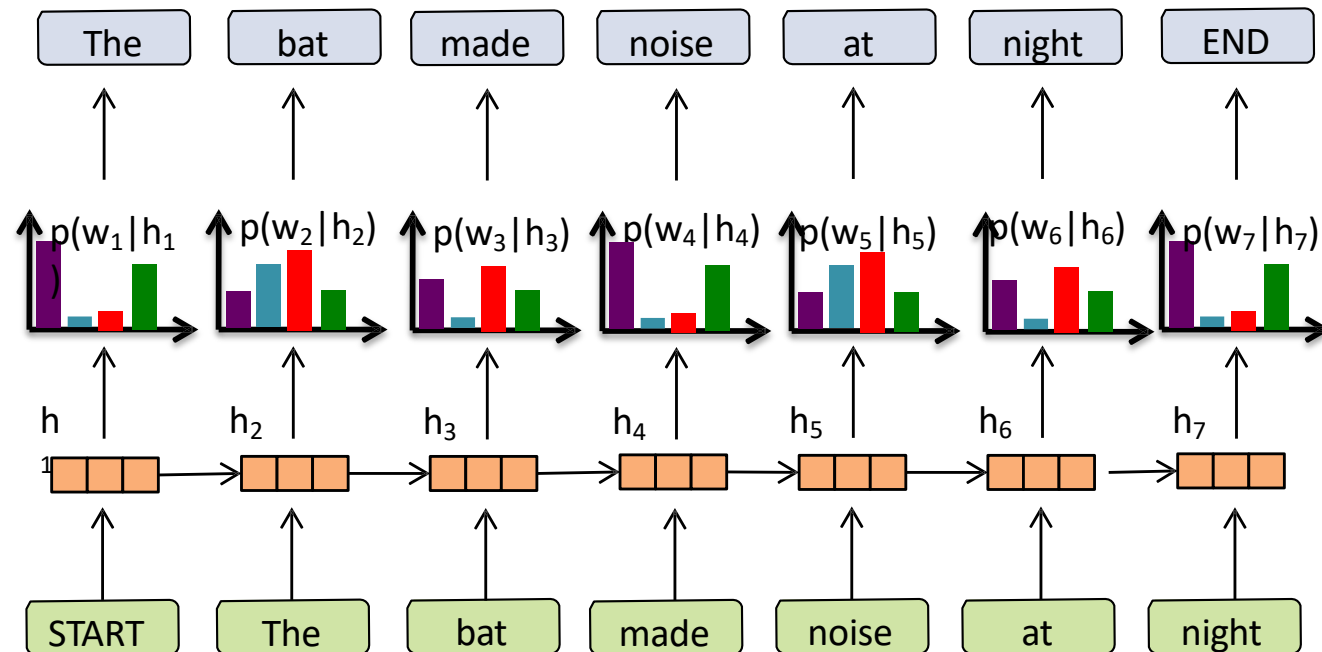 The bat made noise at night END
p(w₁|h₁) p(w₂|h₂) p(w₃|h₃) p(w₄|h₄) p(w₅|h₅) p(w₆|h₆) p(w₇|h₇)
h₁ h₂ h₃ h₄ h₅ h₆ h₇
START The bat made noise at night